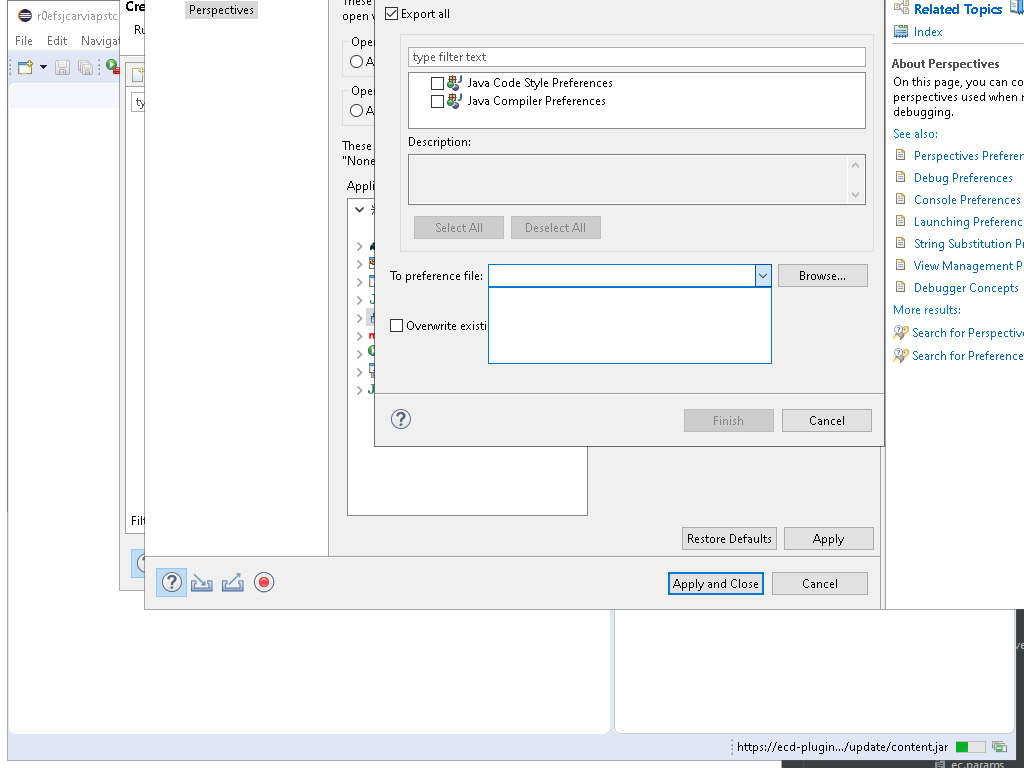 r0efsjcarviapstc
File Edit Navigat
Cre
Ru
ty
Filt
Perspectives
These
open v
Oper
A
Oper
A
These
"None
Appli
Export all
type filter text
Java Code Style Preferences
Java Compiler Preferences
Description:
Select All Deselect All
To preference file: Browse...
Overwrite existi
Finish Cancel
Restore Defaults Apply
Apply and Close Cancel
Related Topics
Index
About Perspectives
On this page, you can co
perspectives used when r
debugging.
See also:
Perspectives Preferen
Debug Preferences
Console Preferences
Launching Preferenc
String Substitution Pr
View Management P
Debugger Concepts
More results:
Search for Perspective
Search for Preference
https://ecd-plugin.../update/content.jar
ec.params